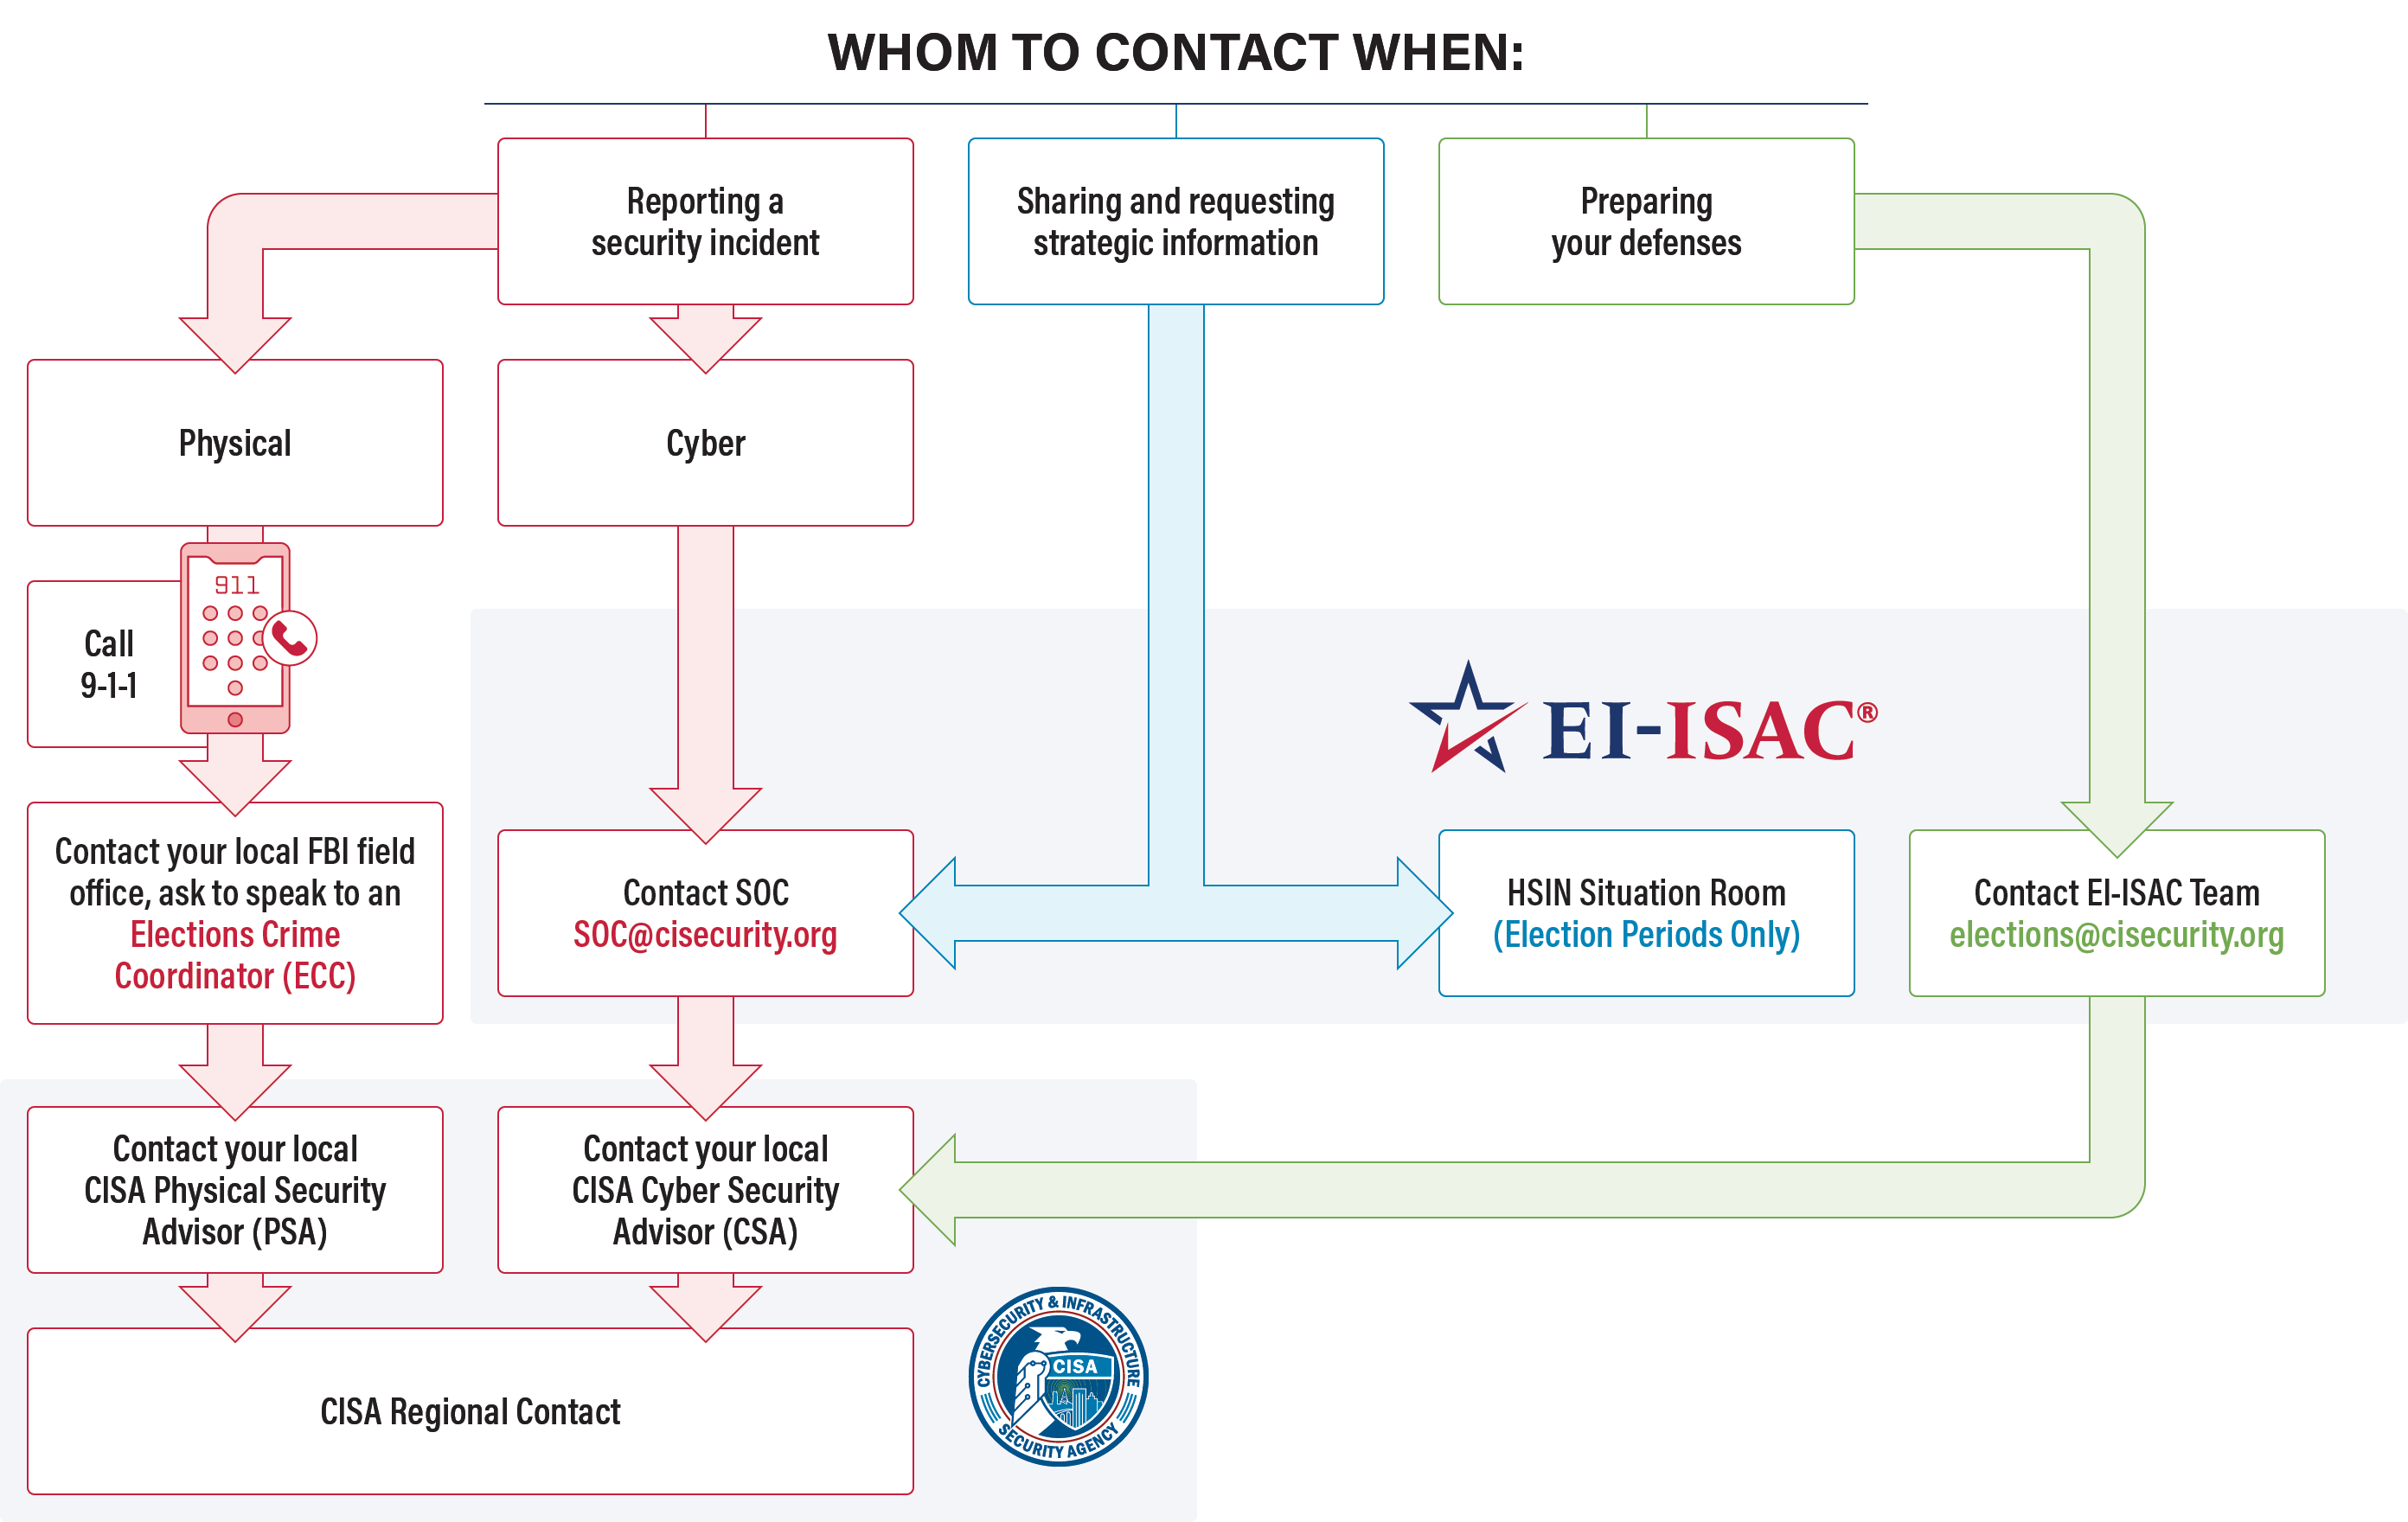 WHOM TO CONTACT WHEN:
Reporting a
security incident
Sharing and requesting
strategic information
Preparing
your defenses
Physical
Cyber
911
Call
9-1-1
EI-ISAC®
Contact your local FBI field
office, ask to speak to an
Elections Crime
Coordinator (ECC)
Contact SOC
SOC@cisecurity.org
HSIN Situation Room
(Election Periods Only)
Contact EI-ISAC Team
elections@cisecurity.org
Contact your local
CISA Physical Security
Advisor (PSA)
Contact your local
CISA Cyber Security
Advisor (CSA)
CISA Regional Contact
CYBERSECURITY & INFRASTRUCTURE
CISA
SECURITY AGENCY